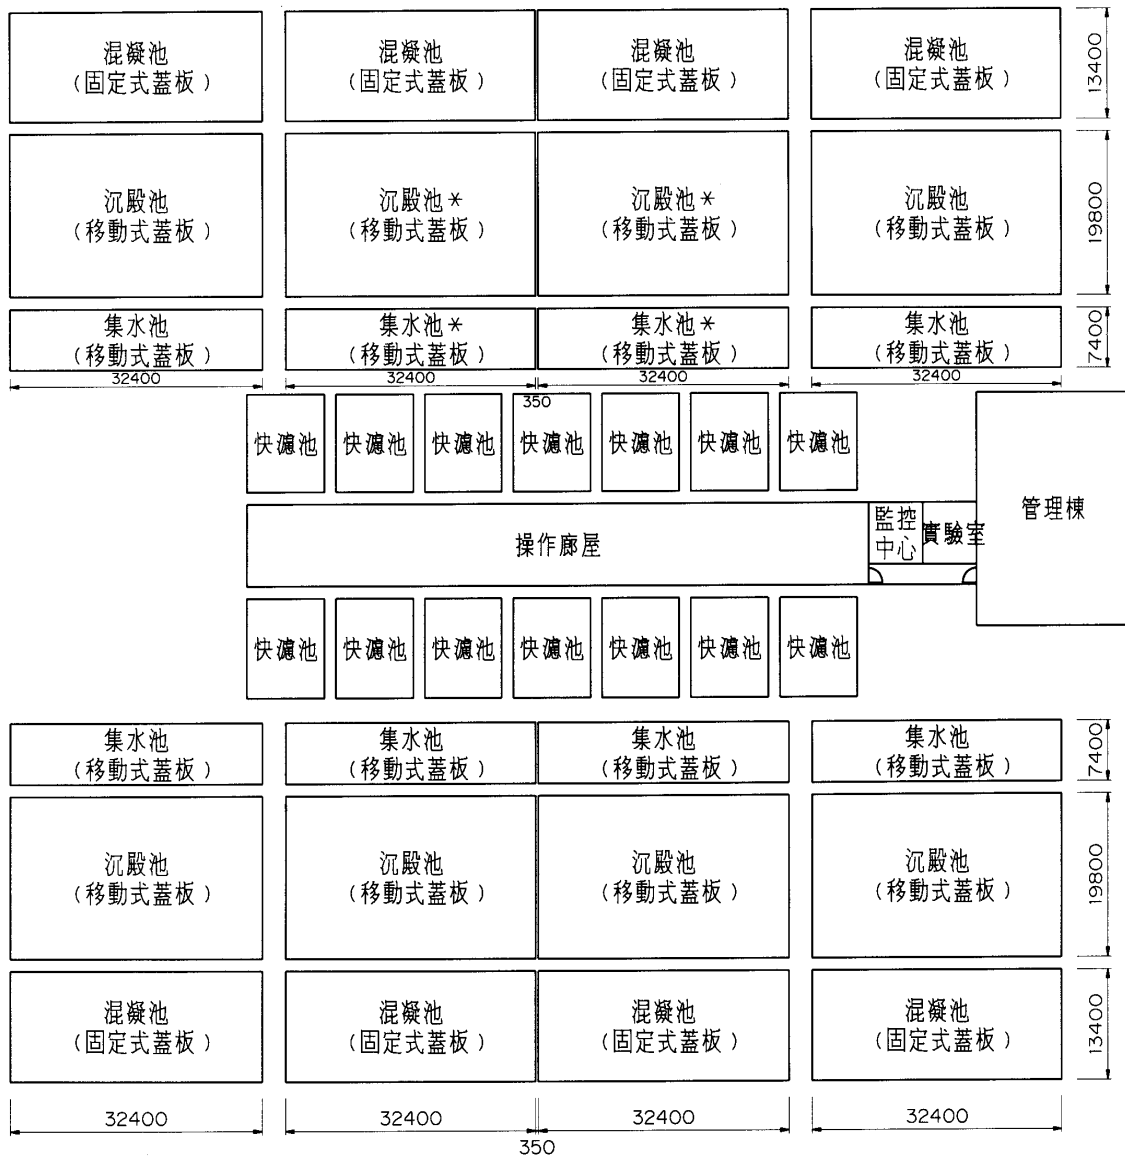 混凝池
(固定式蓋板)
混凝池
(固定式蓋板)
混凝池
(固定式蓋板)
混凝池
(固定式蓋板)
13400
沉殿池
(移動式蓋板)
沉殿池*
(移動式蓋板)
沉殿池*
(移動式蓋板)
沉殿池
(移動式蓋板)
19800
集水池
(移動式蓋板)
集水池*
(移動式蓋板)
集水池*
(移動式蓋板)
集水池
(移動式蓋板)
7400
32400
32400
32400
32400
350
快濾池
快濾池
快濾池
快濾池
快濾池
快濾池
快濾池
操作廊屋
監控
中心
實驗室
管理棟
快濾池
快濾池
快濾池
快濾池
快濾池
快濾池
快濾池
集水池
(移動式蓋板)
集水池
(移動式蓋板)
集水池
(移動式蓋板)
集水池
(移動式蓋板)
7400
沉殿池
(移動式蓋板)
沉殿池
(移動式蓋板)
沉殿池
(移動式蓋板)
沉殿池
(移動式蓋板)
19800
混凝池
(固定式蓋板)
混凝池
(固定式蓋板)
混凝池
(固定式蓋板)
混凝池
(固定式蓋板)
13400
32400
32400
32400
32400
350